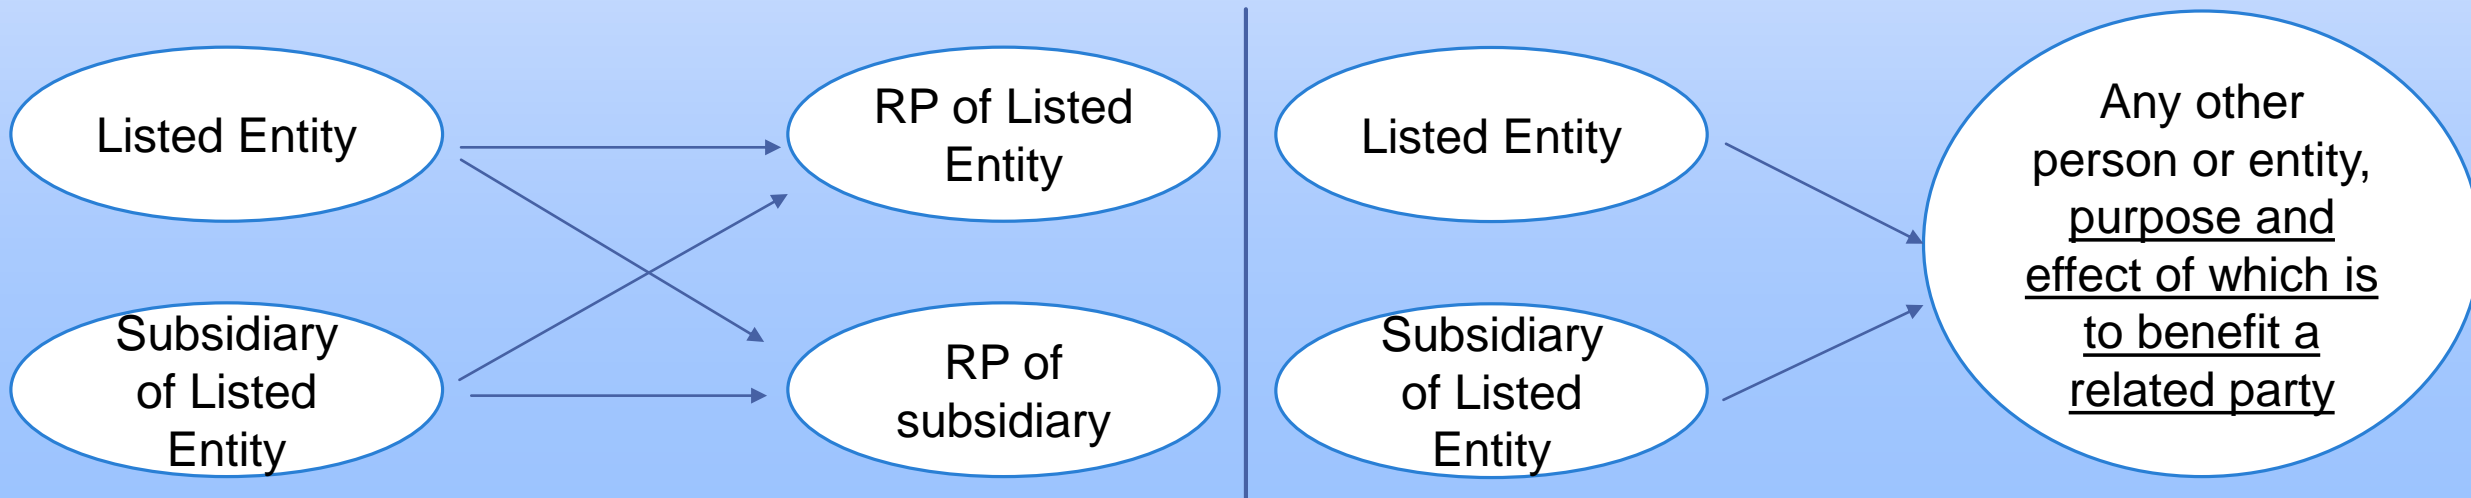 Listed Entity
RP of Listed
Entity
Subsidiary
of Listed
Entity
RP of
subsidiary
Listed Entity
Subsidiary
of Listed
Entity
Any other
person or entity,
purpose and
effect of which is
to benefit a
related party